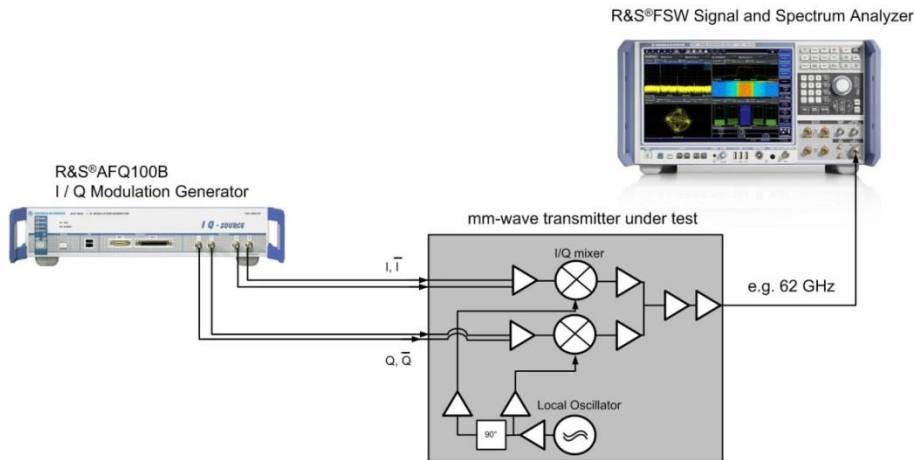 R&S®FSW Signal and Spectrum Analyzer
R&S®AFQ100B
I / Q Modulation Generator
I Q - SOURCE
mm-wave transmitter under test
I/Q mixer
I, I̅
e.g. 62 GHz
Q, Q̅
Local Oscillator
90°